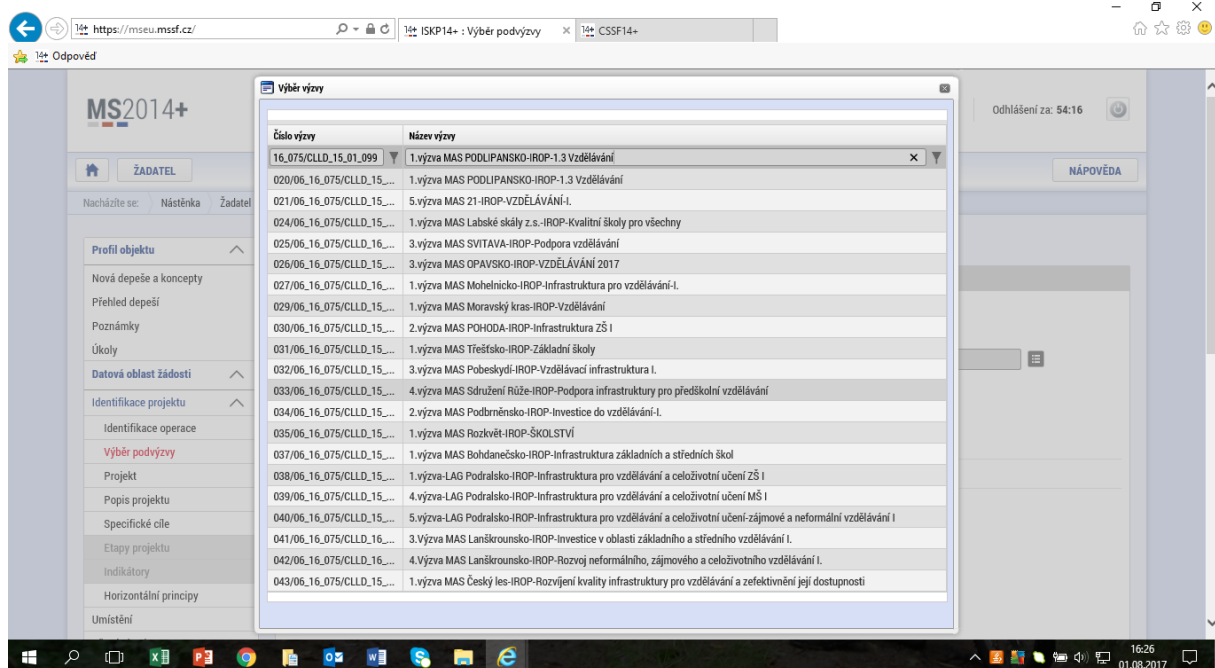 https://mseu.mssf.cz/
14+ ISKP14+ : Výběr podvýzvy
14+ CSSF14+
14+ Odpověď
MS2014+
Odhlášení za: 54:16
ŽADATEL
NÁPOVĚDA
Nacházíte se: Nástěnka Žadatel
Profil objektu
Nová depeše a koncepty
Přehled depeší
Poznámky
Úkoly
Datová oblast žádosti
Identifikace projektu
Identifikace operace
Výběr podvýzvy
Projekt
Popis projektu
Specifické cíle
Etapy projektu
Indikátory
Horizontální principy
Umístění
Výběr výzvy
Číslo výzvy Název výzvy
16_075/CLLD_15_01_099 1.výzva MAS PODLIPANSKO-IROP-1.3 Vzdělávání
020/06_16_075/CLLD_15_... 1.výzva MAS PODLIPANSKO-IROP-1.3 Vzdělávání
021/06_16_075/CLLD_15_... 5.výzva MAS 21-IROP-VZDĚLÁVÁNÍ-I.
024/06_16_075/CLLD_15_... 1.výzva MAS Labské skály z.s.-IROP-Kvalitní školy pro všechny
025/06_16_075/CLLD_16_... 3.výzva MAS SVITAVA-IROP-Podpora vzdělávání
026/06_16_075/CLLD_15_... 3.výzva MAS OPAVSKO-IROP-VZDĚLÁVÁNÍ 2017
027/06_16_075/CLLD_16_... 1.výzva MAS Mohelnicko-IROP-Infrastruktura pro vzdělávání-I.
029/06_16_075/CLLD_15_... 1.výzva MAS Moravský kras-IROP-Vzdělávání
030/06_16_075/CLLD_15_... 2.výzva MAS POHODA-IROP-Infrastruktura ZŠ I
031/06_16_075/CLLD_15_... 1.výzva MAS Třešťsko-IROP-Základní školy
032/06_16_075/CLLD_16_... 3.výzva MAS Pobeskydí-IROP-Vzdělávací infrastruktura I.
033/06_16_075/CLLD_15_... 4.výzva MAS Sdružení Růže-IROP-Podpora infrastruktury pro předškolní vzdělávání
034/06_16_075/CLLD_15_... 2.výzva MAS Podbrněnsko-IROP-Investice do vzdělávání-I.
035/06_16_075/CLLD_15_... 1.výzva MAS Rozkvět-IROP-ŠKOLSTVÍ
037/06_16_075/CLLD_15_... 1.výzva MAS Bohdanečsko-IROP-Infrastruktura základních a středních škol
038/06_16_075/CLLD_15_... 1.výzva-LAG Podralsko-IROP-Infrastruktura pro vzdělávání a celoživotní učení ZŠ I
039/06_16_075/CLLD_15_... 4.výzva-LAG Podralsko-IROP-Infrastruktura pro vzdělávání a celoživotní učení MŠ I
040/06_16_075/CLLD_15_... 5.výzva-LAG Podralsko-IROP-Infrastruktura pro vzdělávání a celoživotní učení-zájmové a neformální vzdělávání I
041/06_16_075/CLLD_16_... 3.Výzva MAS Lanškrounsko-IROP-Investice v oblasti základního a středního vzdělávání I.
042/06_16_075/CLLD_16_... 4.Výzva MAS Lanškrounsko-IROP-Rozvoj neformálního, zájmového a celoživotního vzdělávání I.
043/06_16_075/CLLD_15_... 1.výzva MAS Český les-IROP-Rozvíjení kvality infrastruktury pro vzdělávání a zefektivnění její dostupnosti
16:26
01.08.2017